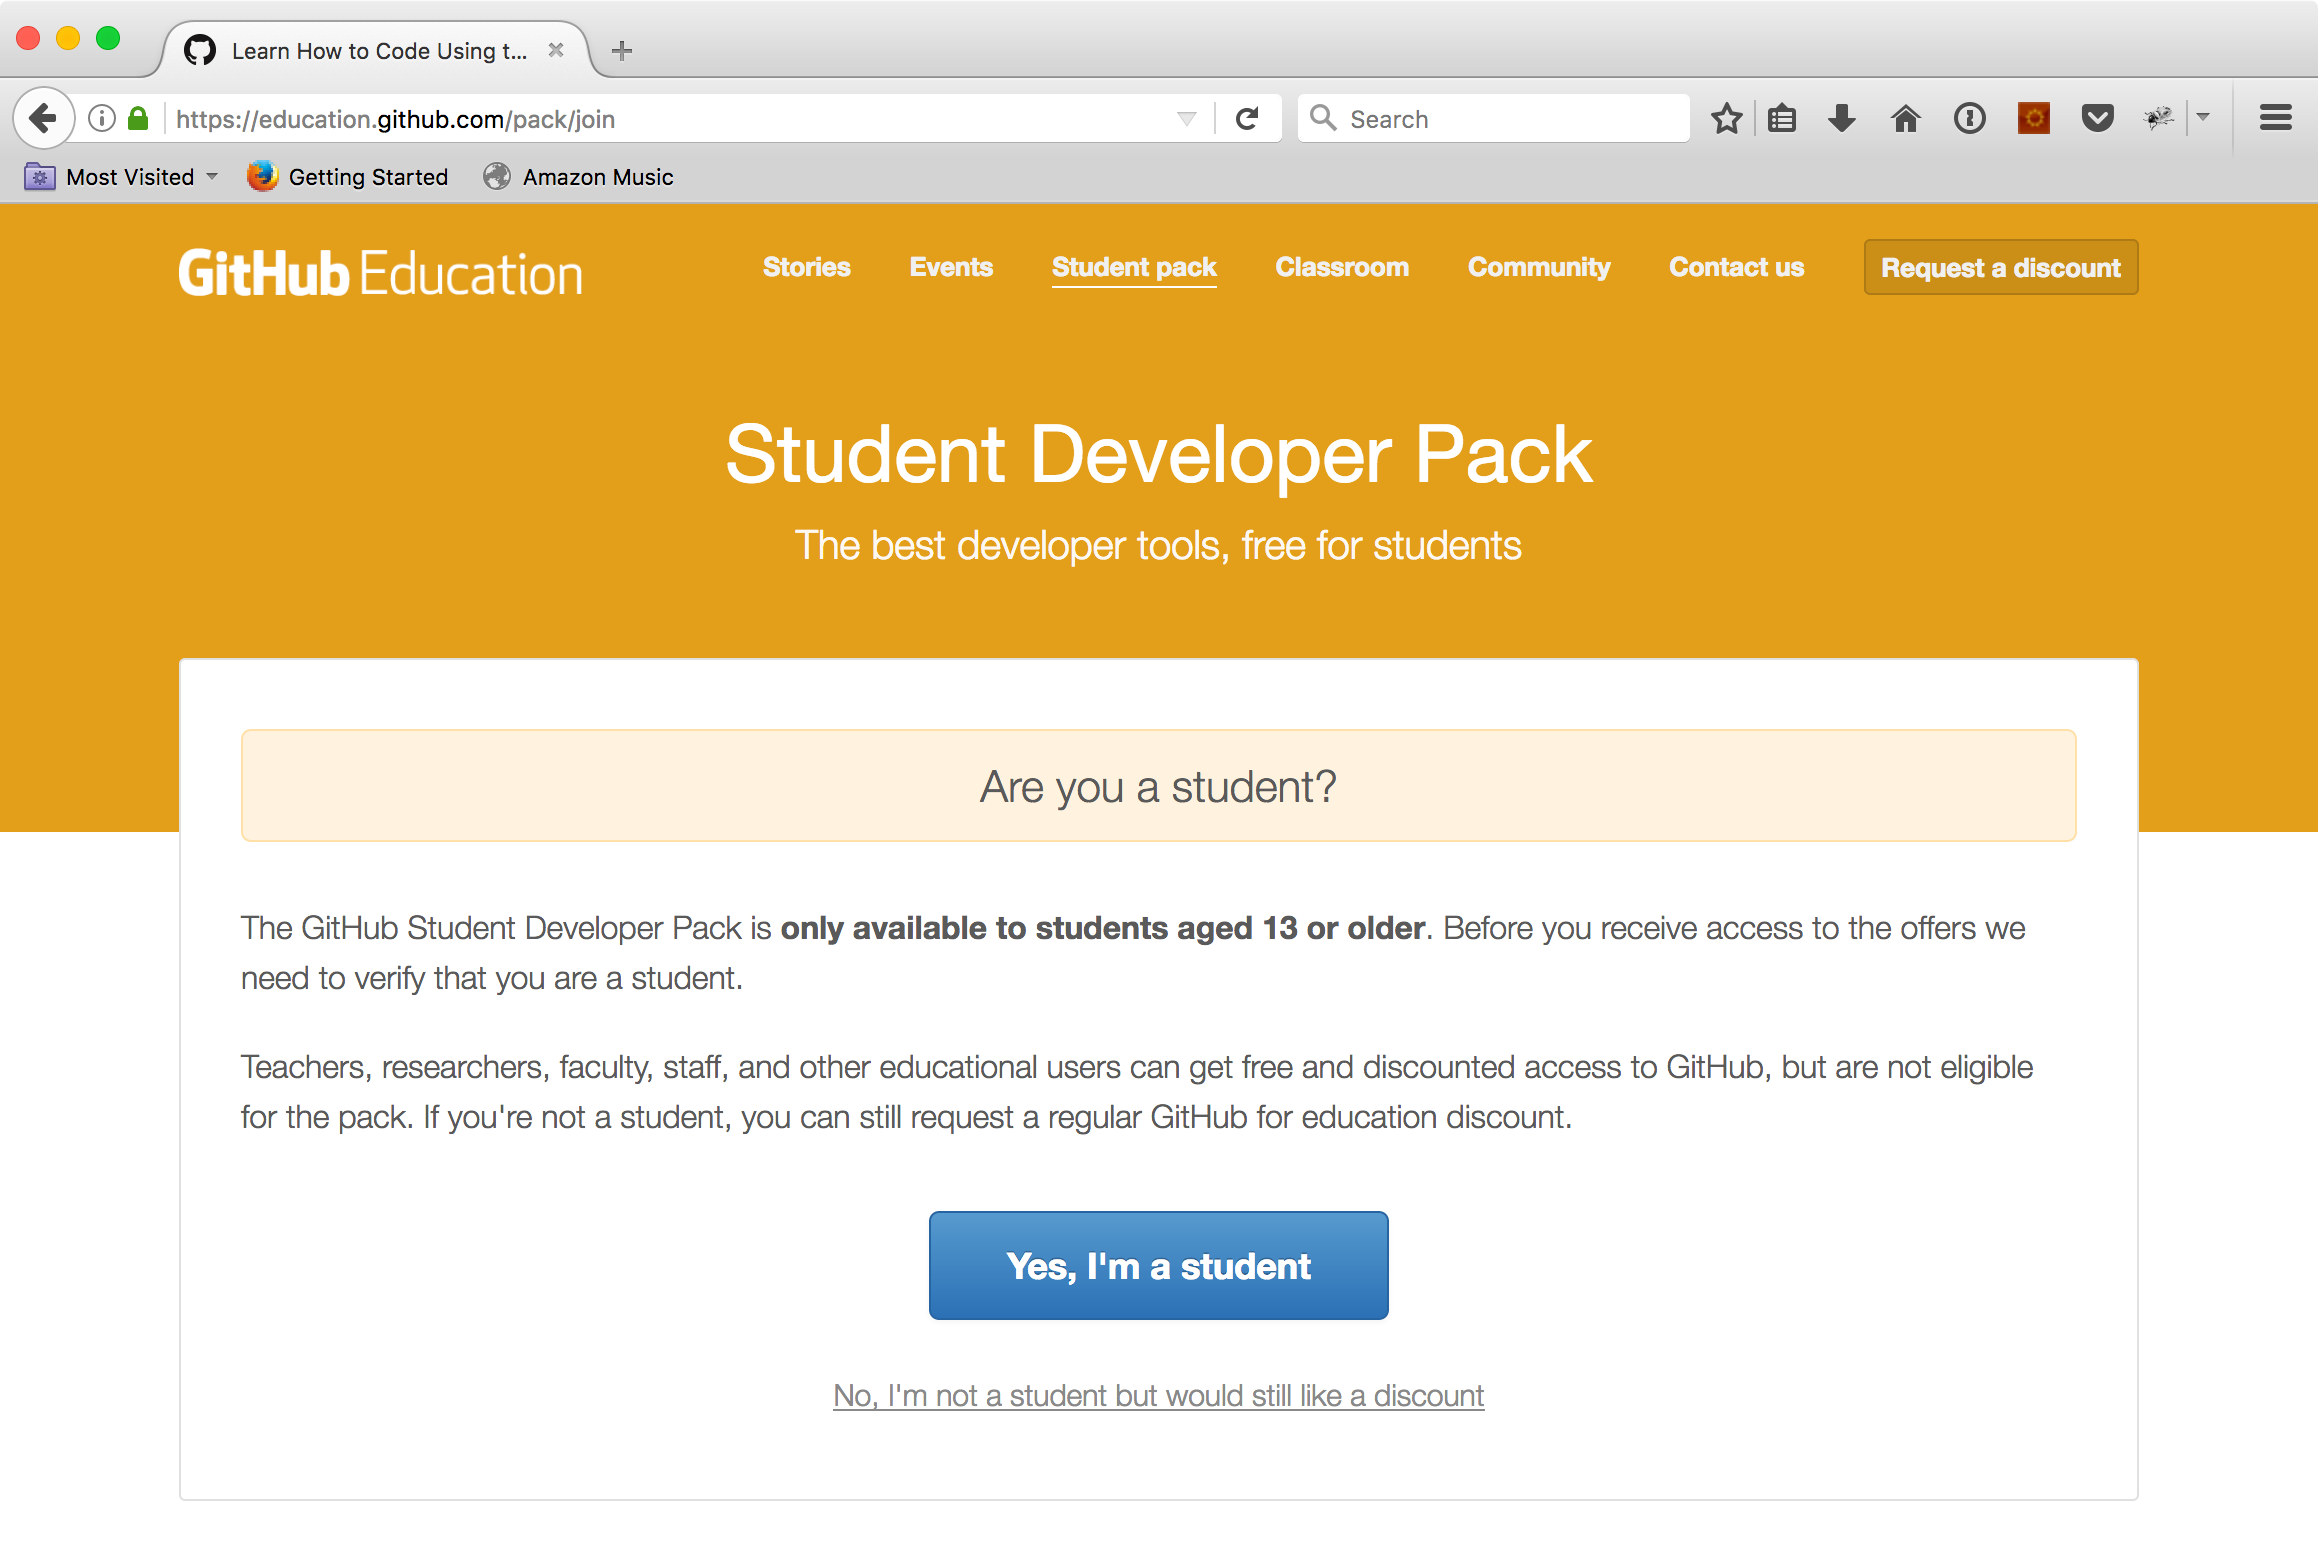 Learn How to Code Using t...
https://education.github.com/pack/join
Search
Most Visited
Getting Started
Amazon Music
GitHub Education
Stories
Events
Student pack
Classroom
Community
Contact us
Request a discount
Student Developer Pack
The best developer tools, free for students
Are you a student?
The GitHub Student Developer Pack is only available to students aged 13 or older. Before you receive access to the offers we
need to verify that you are a student.
Teachers, researchers, faculty, staff, and other educational users can get free and discounted access to GitHub, but are not eligible
for the pack. If you're not a student, you can still request a regular GitHub for education discount.
Yes, I'm a student
No, I'm not a student but would still like a discount